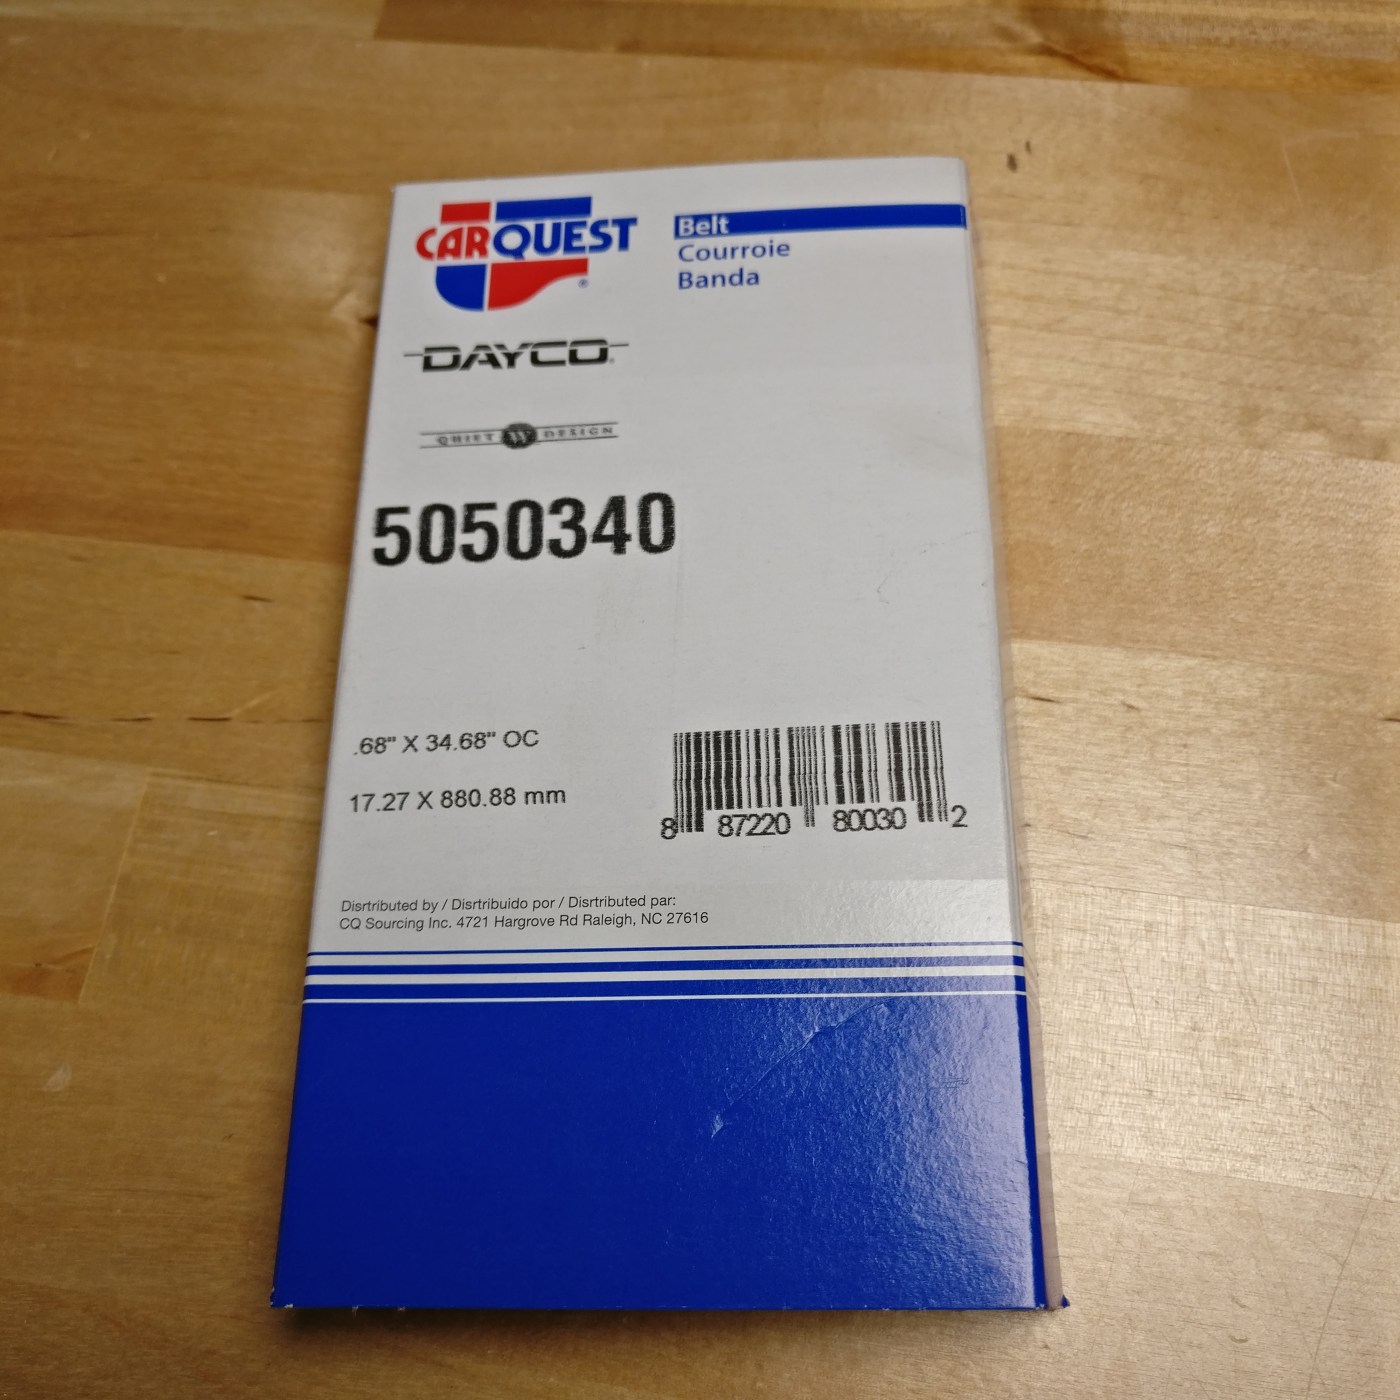 CARQUEST
®
Belt
Courroie
Banda
DAYCO®
QUIET W DESIGN
5050340
.68" X 34.68" OC
17.27 X 880.88 mm
8 87220 80030 2
Disrtributed by / Disrtribuido por / Disrtributed par:
CQ Sourcing Inc. 4721 Hargrove Rd Raleigh, NC 27616